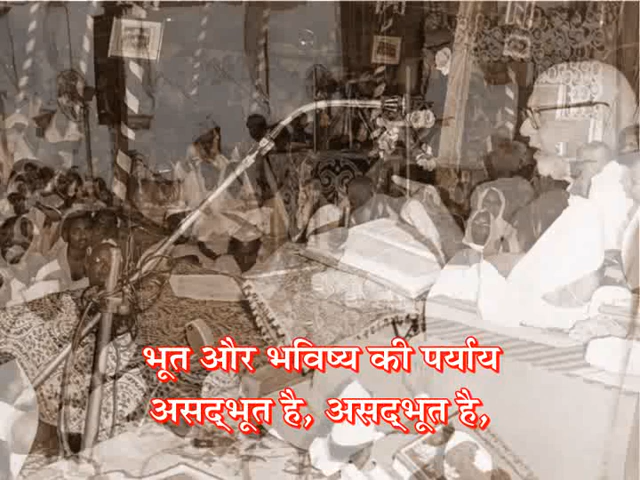 भूत और भविष्य की पर्याय
असद्‌भूत है, असद्‌भूत है,